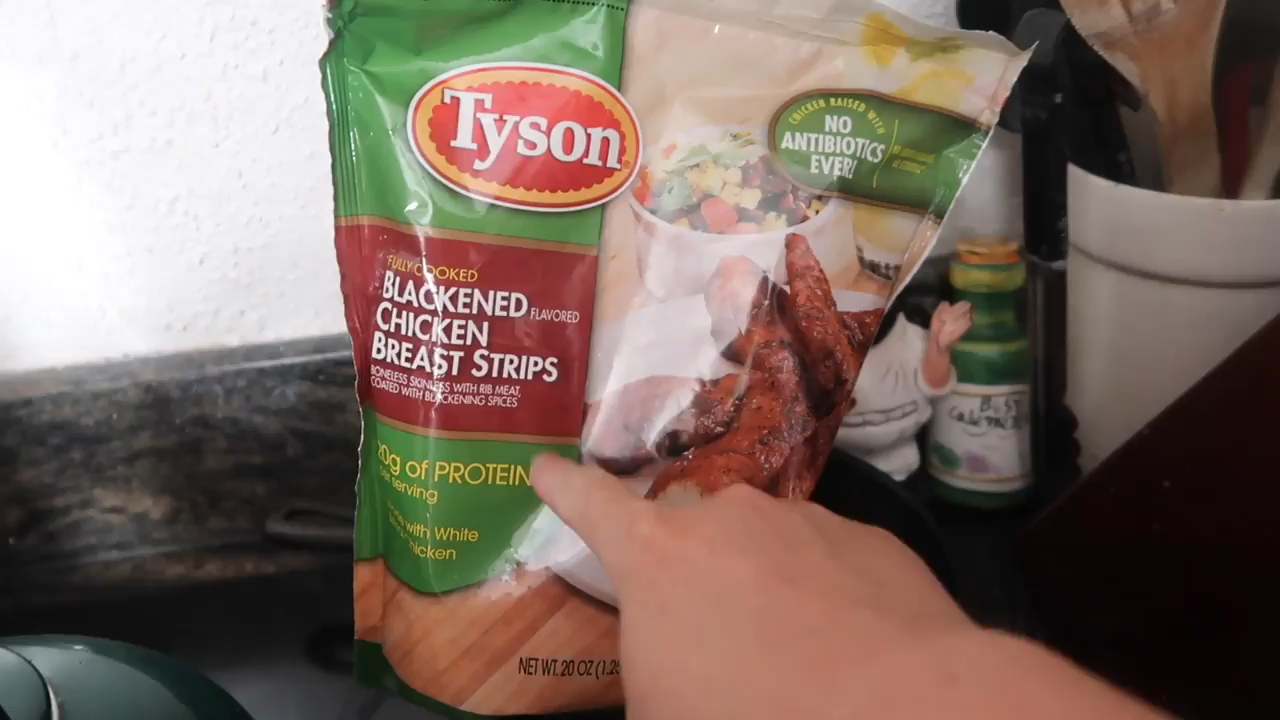 Tyson
CHICKEN RAISED WITH
NO
ANTIBIOTICS
EVER!
FULLY COOKED
BLACKENED FLAVORED
CHICKEN
BREAST STRIPS
BONELESS SKINLESS WITH RIB MEAT,
COATED WITH BLACKENING SPICES
20g of PROTEIN
per serving
with White
Chicken
NET WT. 20 OZ
BEST